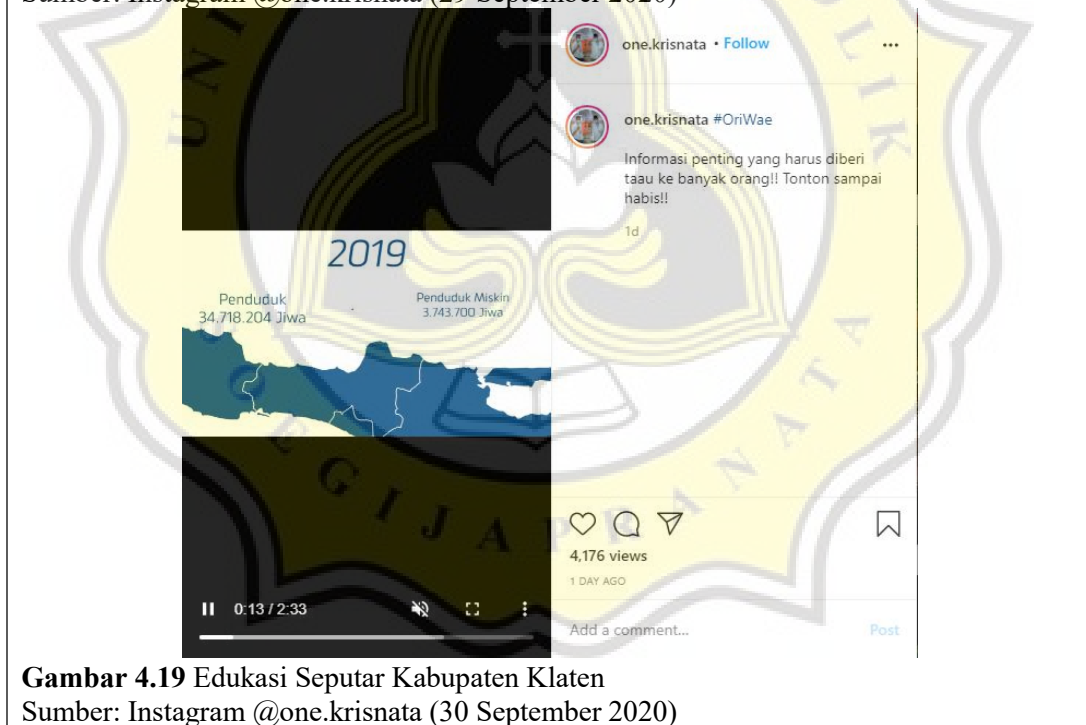 Sumber: Instagram @one.krisnata (29 September 2020)
one.krisnata • Follow
one.krisnata #OriWae
Informasi penting yang harus diberi
taau ke banyak orang!! Tonton sampai
habis!!
1d
2019
Penduduk
34.718.204 Jiwa
Penduduk Miskin
3.743.700 Jiwa
4,176 views
1 DAY AGO
0:13 / 2:33
Add a comment...
Post
UNI
LIK
EGIJAPRANATA
Gambar 4.19 Edukasi Seputar Kabupaten Klaten
Sumber: Instagram @one.krisnata (30 September 2020)